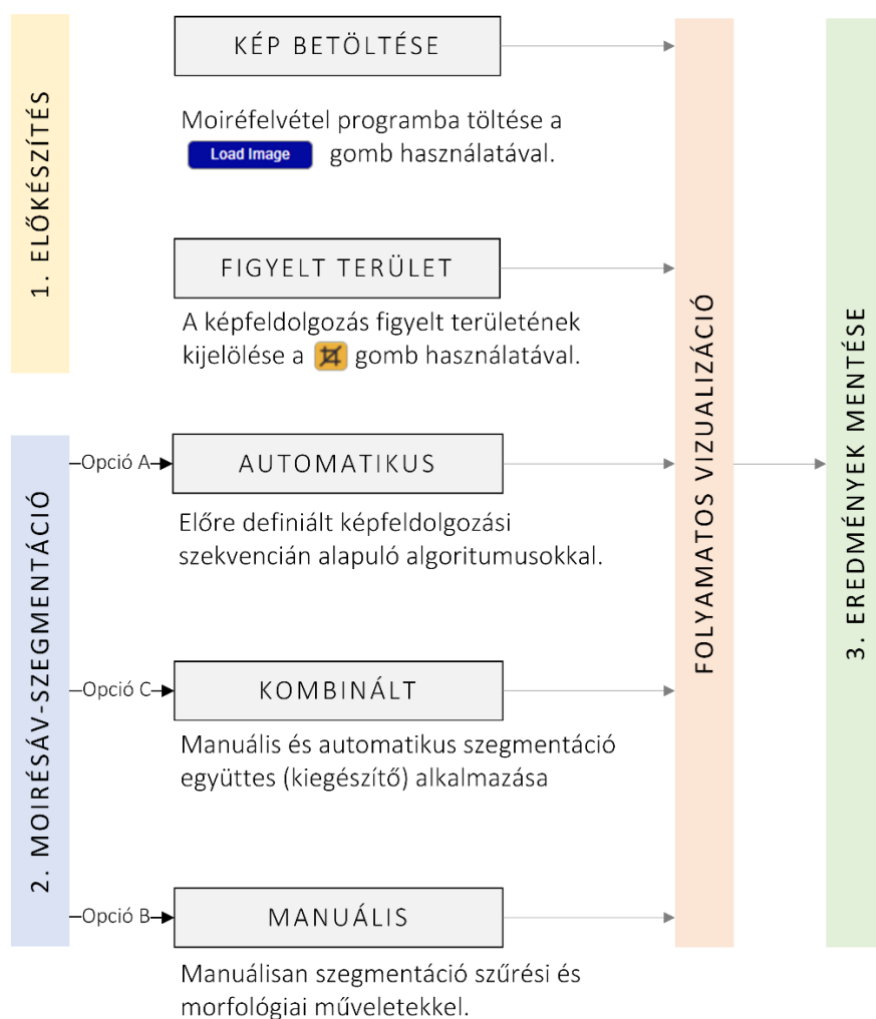 1. ELŐKÉSZÍTÉS
KÉP BETÖLTÉSE
Moiréfelvétel programba töltése a
Load Image gomb használatával.
FIGYELT TERÜLET
A képfeldolgozás figyelt területének
kijelölése a gomb használatával.
2. MOIRÉSÁV-SZEGMENTÁCIÓ
Opció A
AUTOMATIKUS
Előre definiált képfeldolgozási
szekvencián alapuló algoritumusokkal.
Opció C
KOMBINÁLT
Manuális és automatikus szegmentáció
együttes (kiegészítő) alkalmazása
Opció B
MANUÁLIS
Manuálisan szegmentáció szűrési és
morfológiai műveletekkel.
FOLYAMATOS VIZUALIZÁCIÓ
3. EREDMÉNYEK MENTÉSE